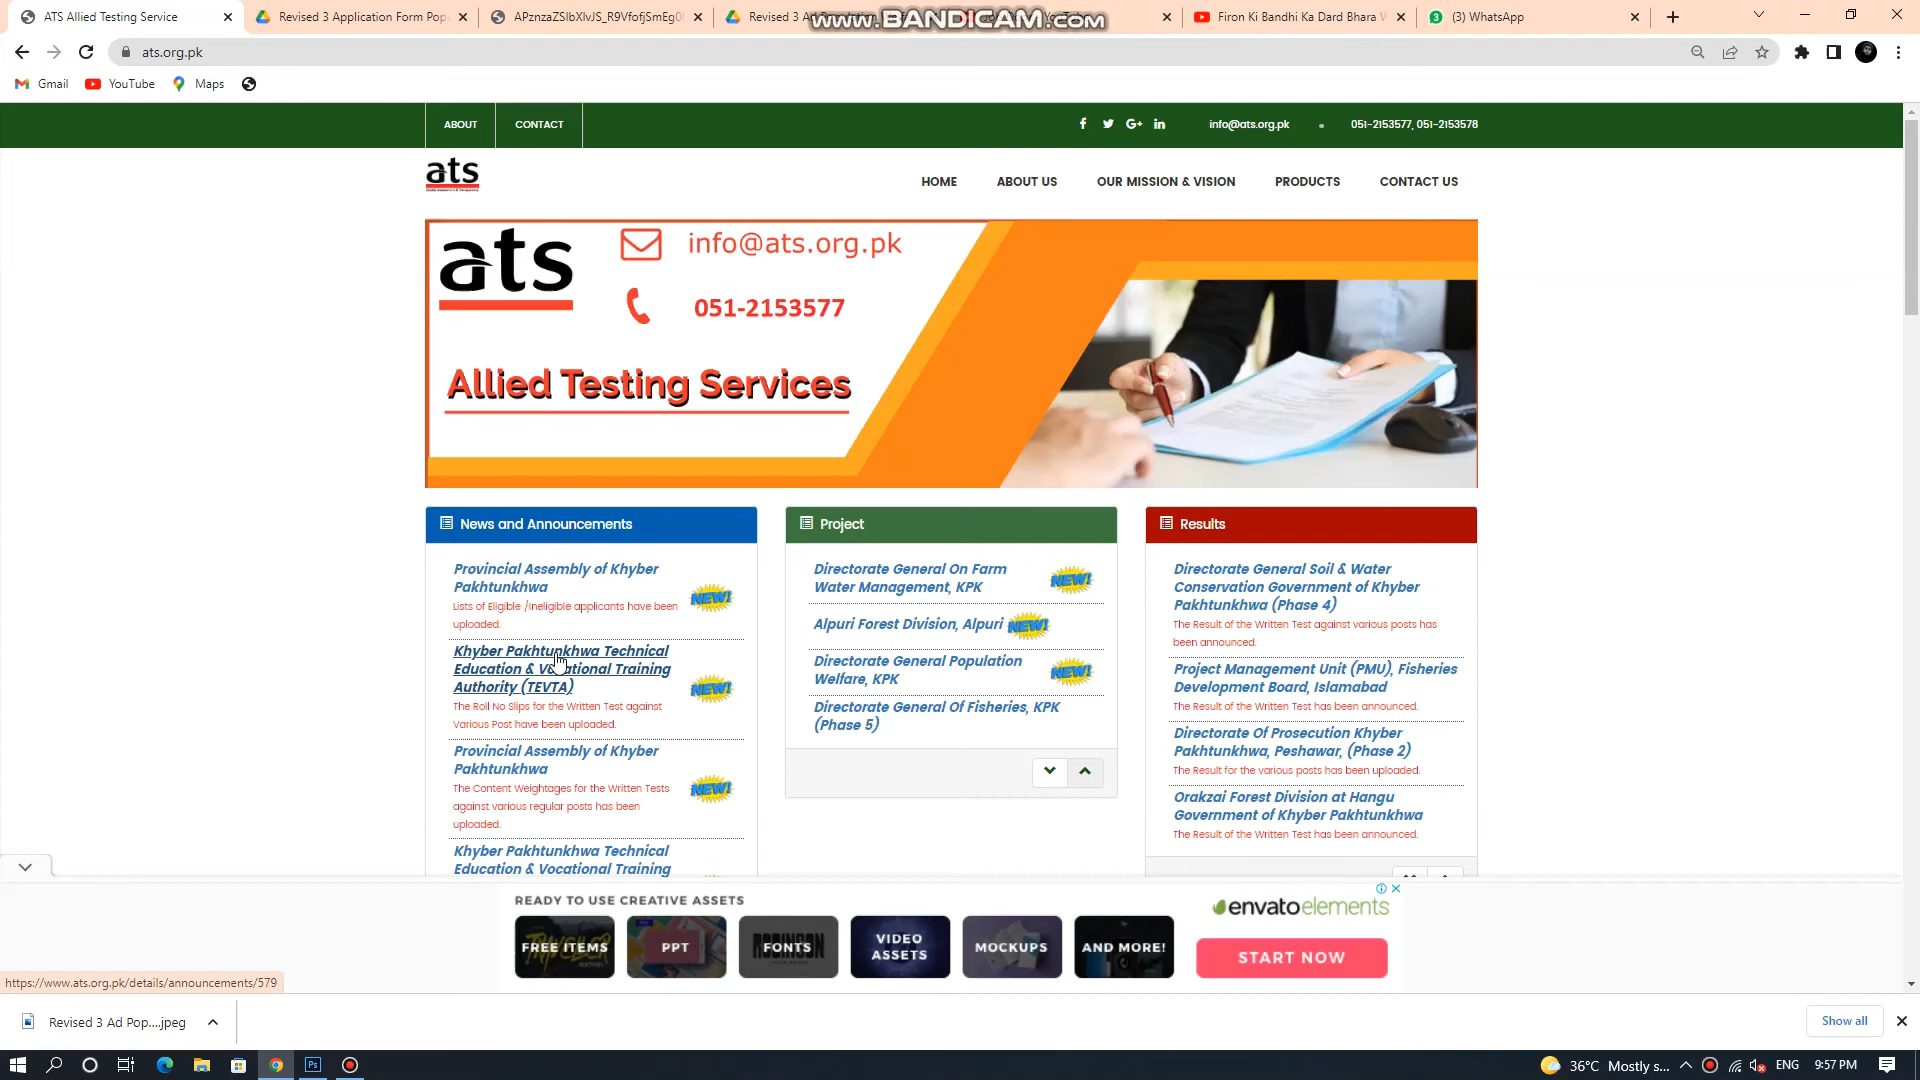 ATS Allied Testing Service
Revised 3 Application Form Pop
APznzaZSlbXlvJS_R9VfofjSmEg0
Revised 3 Ad
YouTube
Firon Ki Bandhi Ka Dard Bhara W
(3) WhatsApp
www.BANDICAM.com
ats.org.pk
Gmail
YouTube
Maps
ABOUT
CONTACT
info@ats.org.pk
051-2153577, 051-2153578
ats
HOME
ABOUT US
OUR MISSION & VISION
PRODUCTS
CONTACT US
ats
info@ats.org.pk
051-2153577
Allied Testing Services
News and Announcements
Provincial Assembly of Khyber
Pakhtunkhwa
Lists of Eligible /Ineligible applicants have been
uploaded.
NEW!
Khyber Pakhtunkhwa Technical
Education & Vocational Training
Authority (TEVTA)
The Roll No Slips for the Written Test against
Various Post have been uploaded.
NEW!
Provincial Assembly of Khyber
Pakhtunkhwa
The Content Weightages for the Written Tests
against various regular posts has been
uploaded.
NEW!
Khyber Pakhtunkhwa Technical
Education & Vocational Training
Project
Directorate General On Farm
Water Management, KPK
NEW!
Alpuri Forest Division, Alpuri
NEW!
Directorate General Population
Welfare, KPK
NEW!
Directorate General Of Fisheries, KPK
(Phase 5)
Results
Directorate General Soil & Water
Conservation Government of Khyber
Pakhtunkhwa (Phase 4)
The Result of the Written Test against various posts has
been announced.
Project Management Unit (PMU), Fisheries
Development Board, Islamabad
The Result of the Written Test has been announced.
Directorate Of Prosecution Khyber
Pakhtunkhwa, Peshawar, (Phase 2)
The Result for the various posts has been uploaded.
Orakzai Forest Division at Hangu
Government of Khyber Pakhtunkhwa
The Result of the Written Test has been announced.
READY TO USE CREATIVE ASSETS
FREE ITEMS
PPT
FONTS
VIDEO
ASSETS
MOCKUPS
AND MORE!
envato elements
START NOW
https://www.ats.org.pk/details/announcements/579
Revised 3 Ad Pop....jpeg
Show all
Ps
36°C Mostly s...
ENG
9:57 PM